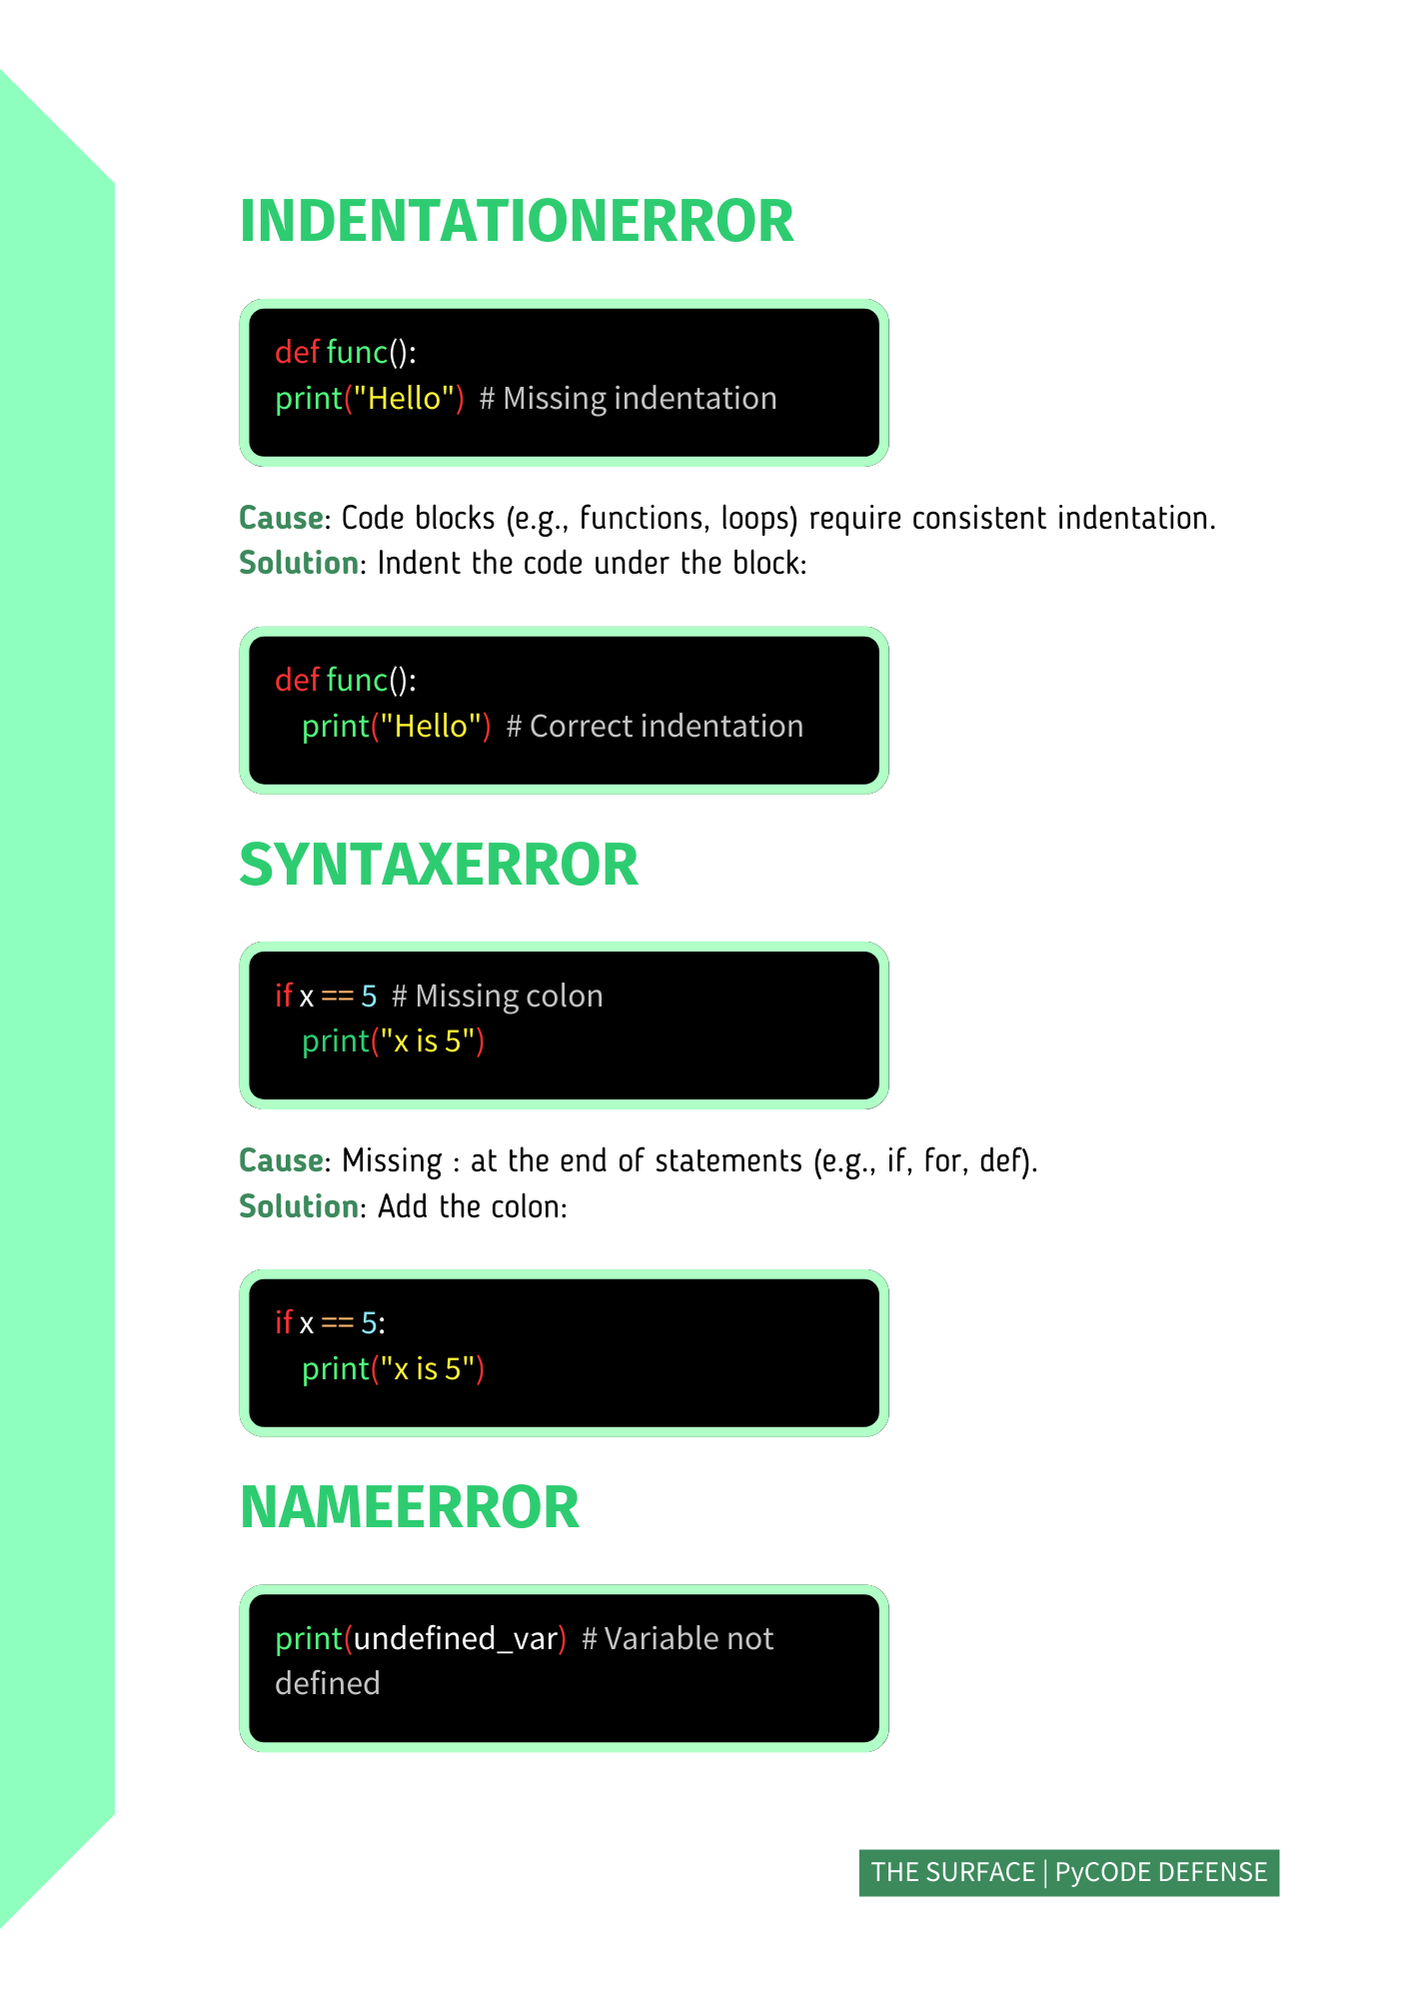 INDENTATIONERROR
def func():
print("Hello")  # Missing indentation
Cause: Code blocks (e.g., functions, loops) require consistent indentation.
Solution: Indent the code under the block:
def func():
    print("Hello")  # Correct indentation
SYNTAXERROR
if x == 5  # Missing colon
    print("x is 5")
Cause: Missing : at the end of statements (e.g., if, for, def).
Solution: Add the colon:
if x == 5:
    print("x is 5")
NAMEERROR
print(undefined_var)  # Variable not
defined
THE SURFACE | PyCODE DEFENSE